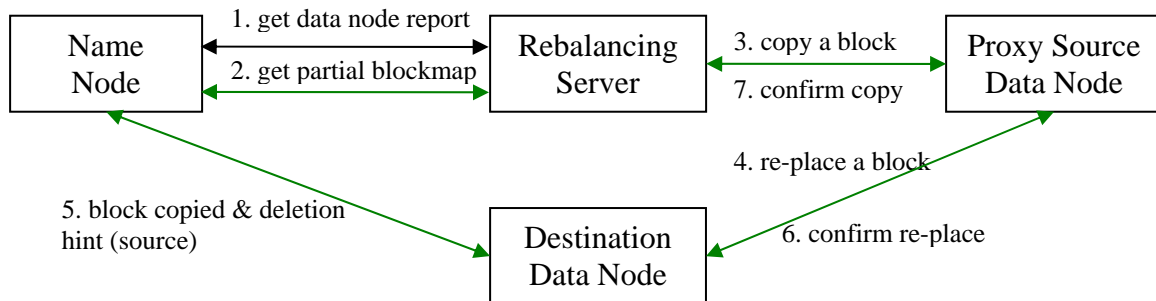 1. get data node report
Name
Node
2. get partial blockmap
Rebalancing
Server
3. copy a block
7. confirm copy
Proxy Source
Data Node
4. re-place a block
5. block copied & deletion
hint (source)
Destination
Data Node
6. confirm re-place